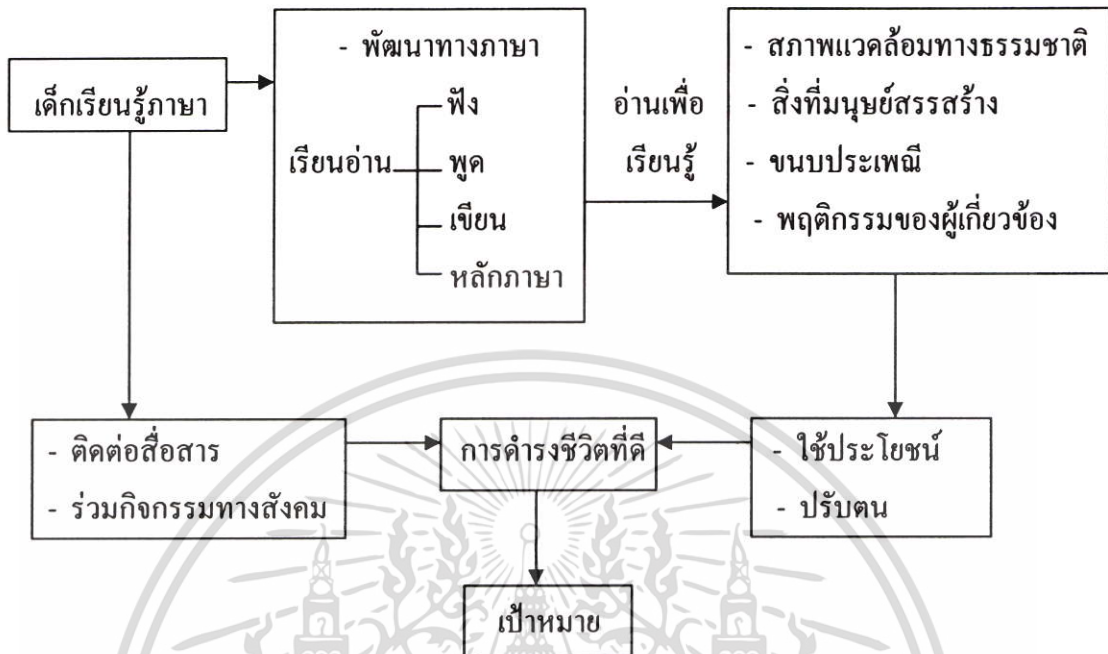 เด็กเรียนรู้ภาษา
- พัฒนาทางภาษา
เรียนอ่าน
ฟัง
พูด
เขียน
หลักภาษา
อ่านเพื่อ
เรียนรู้
- สภาพแวดล้อมทางธรรมชาติ
- สิ่งที่มนุษย์สรรสร้าง
- ขนบประเพณี
- พฤติกรรมของผู้เกี่ยวข้อง
- ติดต่อสื่อสาร
- ร่วมกิจกรรมทางสังคม
การดำรงชีวิตที่ดี
- ใช้ประโยชน์
- ปรับตน
เป้าหมาย